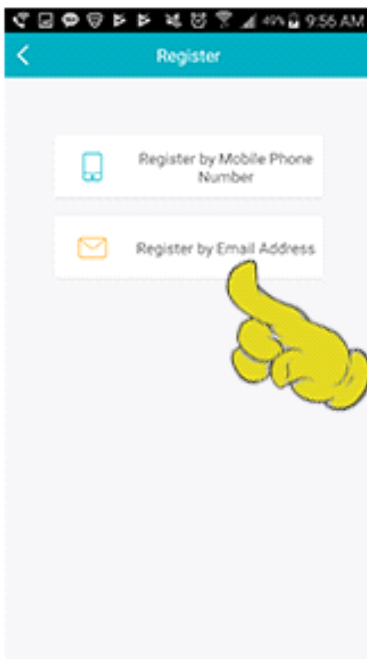 49% 9:56 AM
Register
Register by Mobile Phone
Number
Register by Email Address